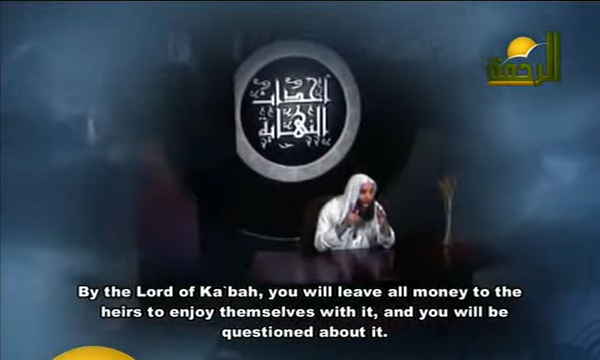 الرحمة
أحداث
النهاية
By the Lord of Ka`bah, you will leave all money to the
heirs to enjoy themselves with it, and you will be
questioned about it.